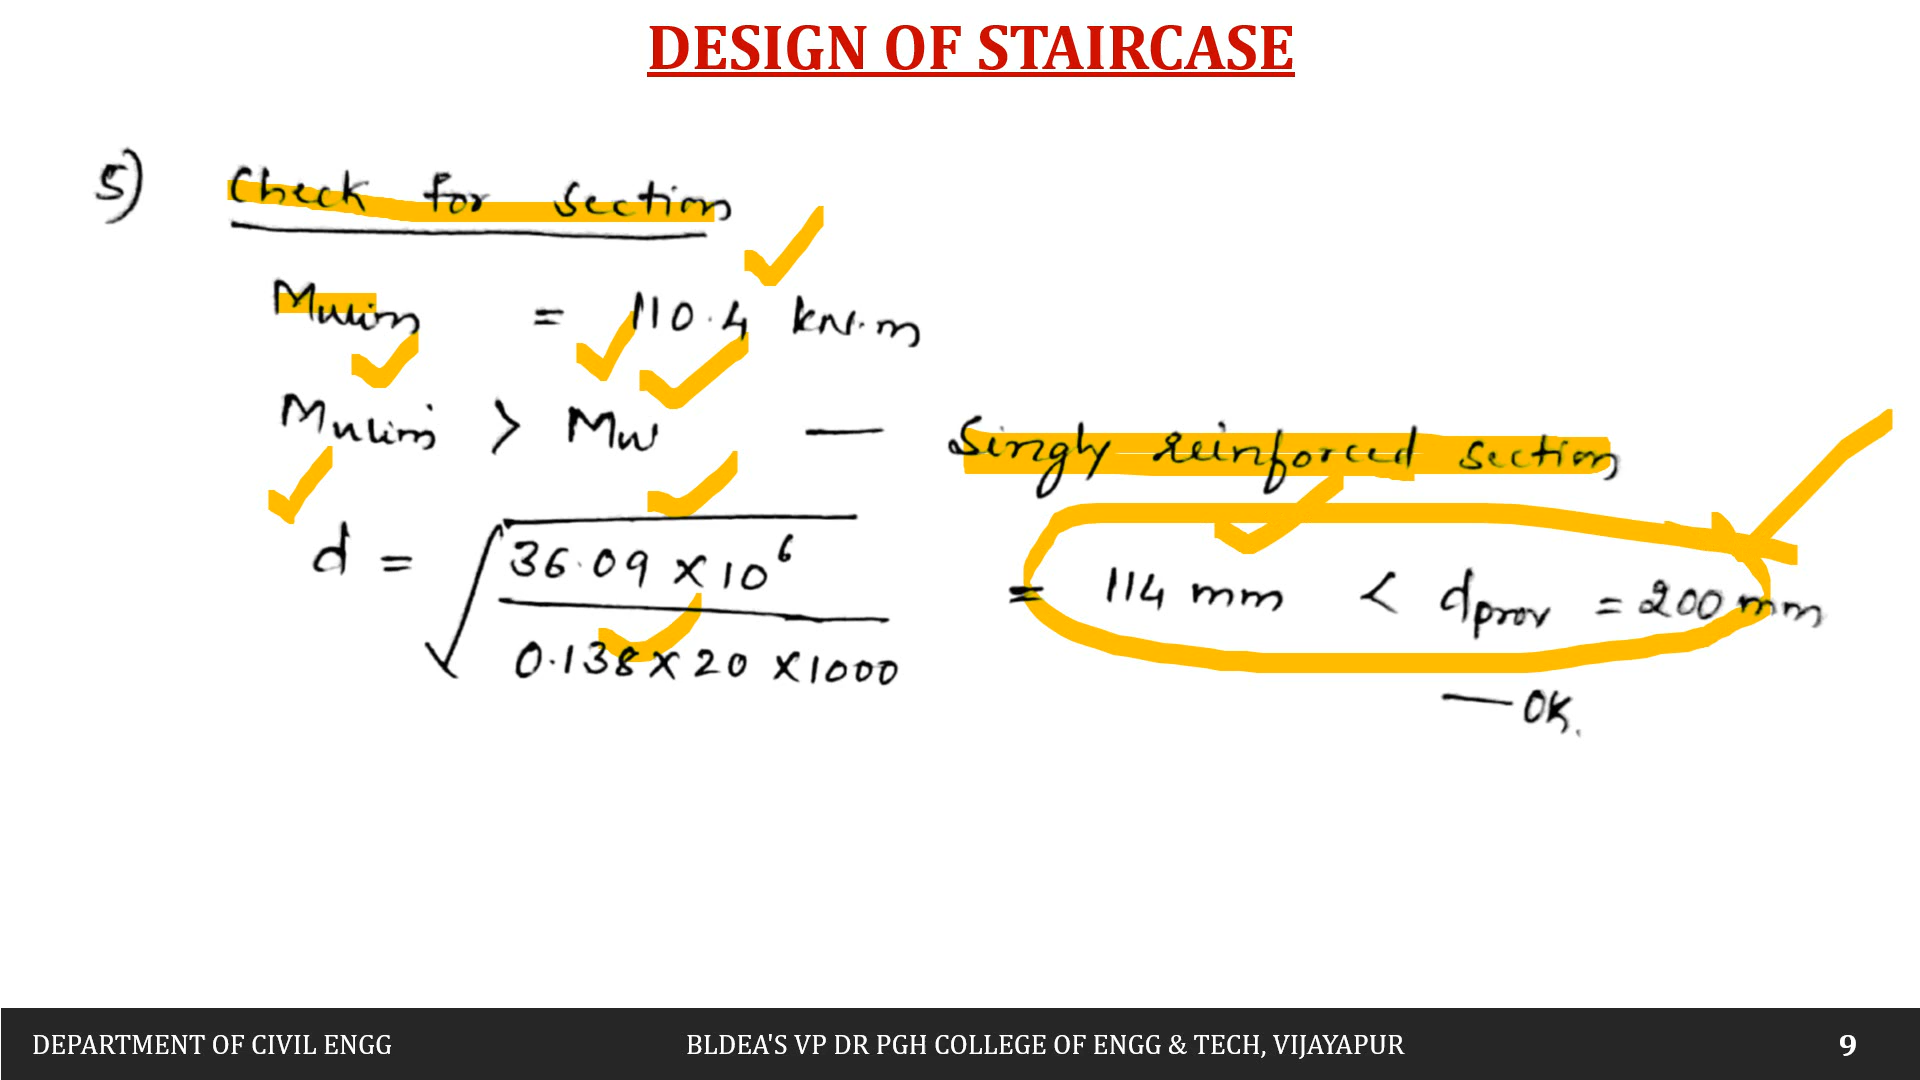 DESIGN OF STAIRCASE
5) Check for section
Mulim = 110.4 kN.m
Mulim > Mu — Singly reinforced section
d = √(36.09 × 10⁶ / 0.138 × 20 × 1000) = 114 mm < dprov = 200 mm
— OK.
DEPARTMENT OF CIVIL ENGG BLDEA'S VP DR PGH COLLEGE OF ENGG & TECH, VIJAYAPUR 9